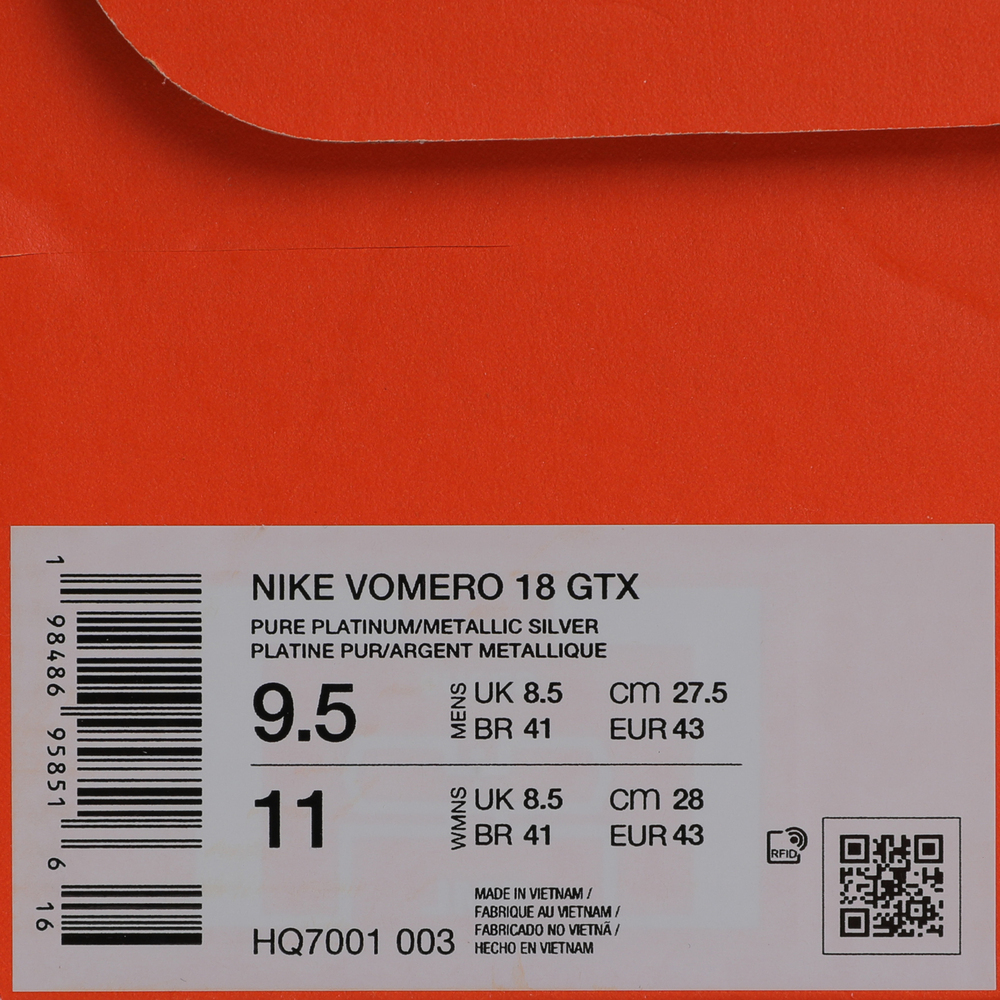 1 98486 95851 6 16
NIKE VOMERO 18 GTX
PURE PLATINUM/METALLIC SILVER
PLATINE PUR/ARGENT METALLIQUE
9.5 MENS UK 8.5 cm 27.5
BR 41 EUR 43
11 WMNS UK 8.5 cm 28
BR 41 EUR 43
RFID
MADE IN VIETNAM /
FABRIQUE AU VIETNAM /
FABRICADO NO VIETNÃ /
HECHO EN VIETNAM
HQ7001 003